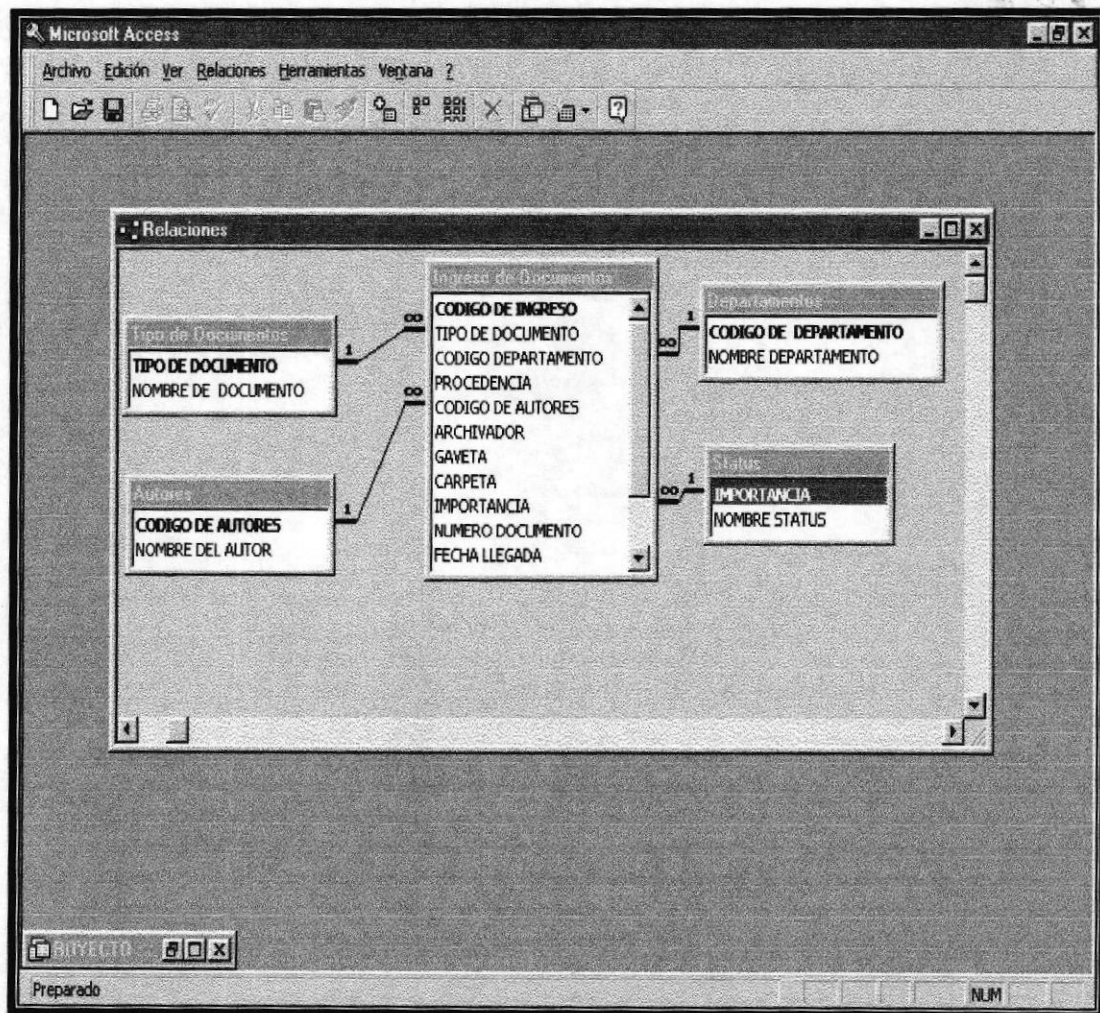 Microsoft Access
Archivo Edición Ver Relaciones Herramientas Ventana ?
Relaciones
Tipo de Documentos
TIPO DE DOCUMENTO
NOMBRE DE DOCUMENTO
1
∞
Autores
CODIGO DE AUTORES
NOMBRE DEL AUTOR
1
∞
Ingreso de Documentos
CODIGO DE INGRESO
TIPO DE DOCUMENTO
CODIGO DEPARTAMENTO
PROCEDENCIA
CODIGO DE AUTORES
ARCHIVADOR
GAVETA
CARPETA
IMPORTANCIA
NUMERO DOCUMENTO
FECHA LLEGADA
∞
1
Departamentos
CODIGO DE DEPARTAMENTO
NOMBRE DEPARTAMENTO
∞
1
Status
IMPORTANCIA
NOMBRE STATUS
PROYECTO
Preparado
NUM